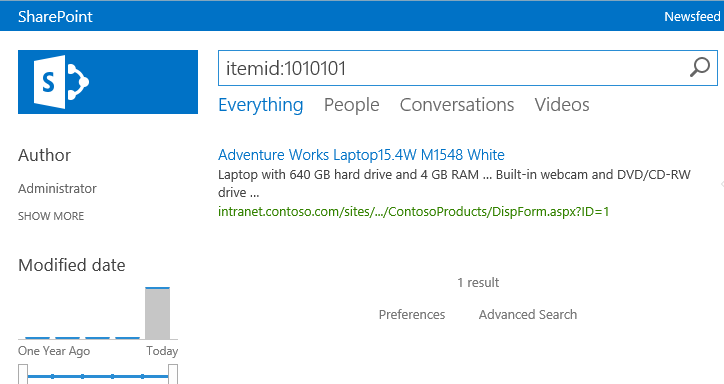 SharePoint
Newsfeed
S
itemid:1010101
Everything People Conversations Videos
Author
Administrator
SHOW MORE
Adventure Works Laptop15.4W M1548 White
Laptop with 640 GB hard drive and 4 GB RAM ... Built-in webcam and DVD/CD-RW
drive ...
intranet.contoso.com/sites/.../ContosoProducts/DispForm.aspx?ID=1
Modified date
One Year Ago Today
1 result
Preferences Advanced Search